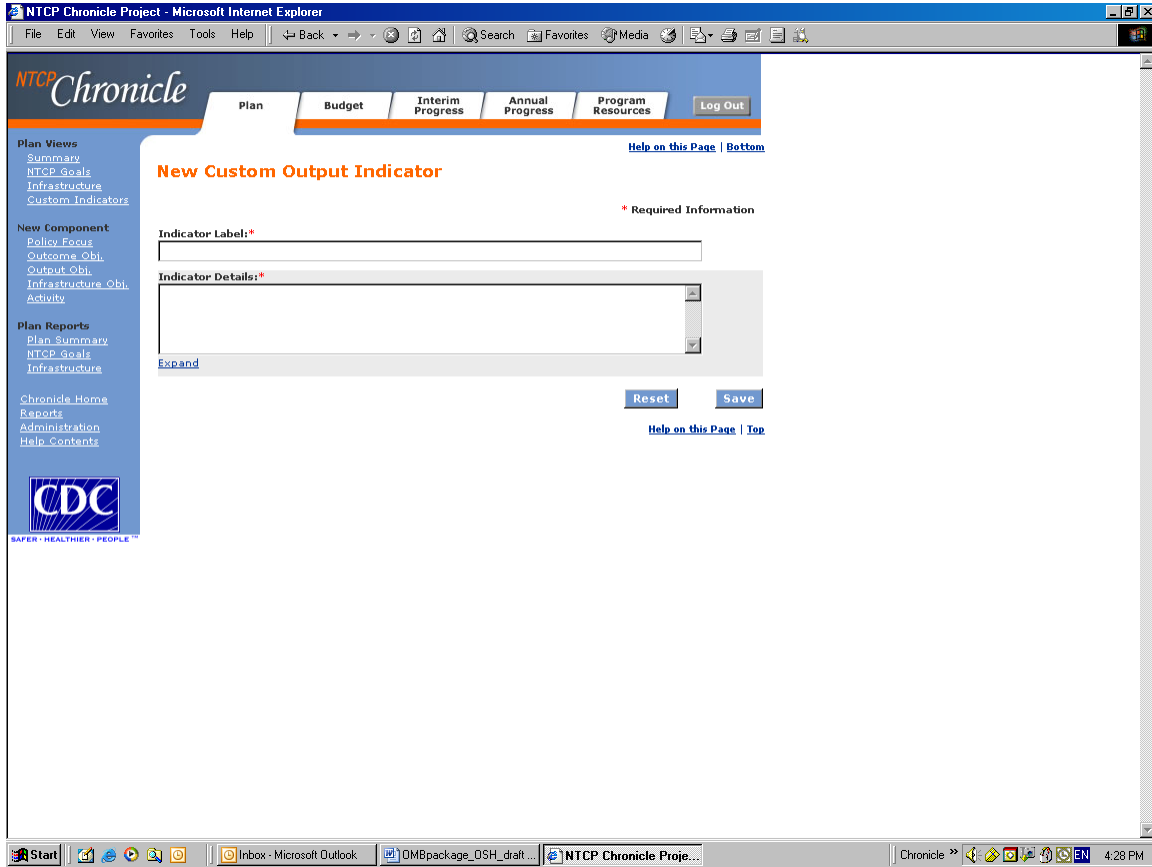 NTCP Chronicle Project - Microsoft Internet Explorer
File Edit View Favorites Tools Help Back Search Favorites Media
NTCP Chronicle
Plan Budget Interim Progress Annual Progress Program Resources Log Out
Help on this Page | Bottom
Plan Views
Summary
NTCP Goals
Infrastructure
Custom Indicators
New Component
Policy Focus
Outcome Obj.
Output Obj.
Infrastructure Obj.
Activity
Plan Reports
Plan Summary
NTCP Goals
Infrastructure
Chronicle Home
Reports
Administration
Help Contents
CDC
SAFER · HEALTHIER · PEOPLE™
New Custom Output Indicator
* Required Information
Indicator Label:*
Indicator Details:*
Expand
Reset Save
Help on this Page | Top
Start Inbox - Microsoft Outlook OMBpackage_OSH_draft ... NTCP Chronicle Proje... Chronicle » EN 4:28 PM